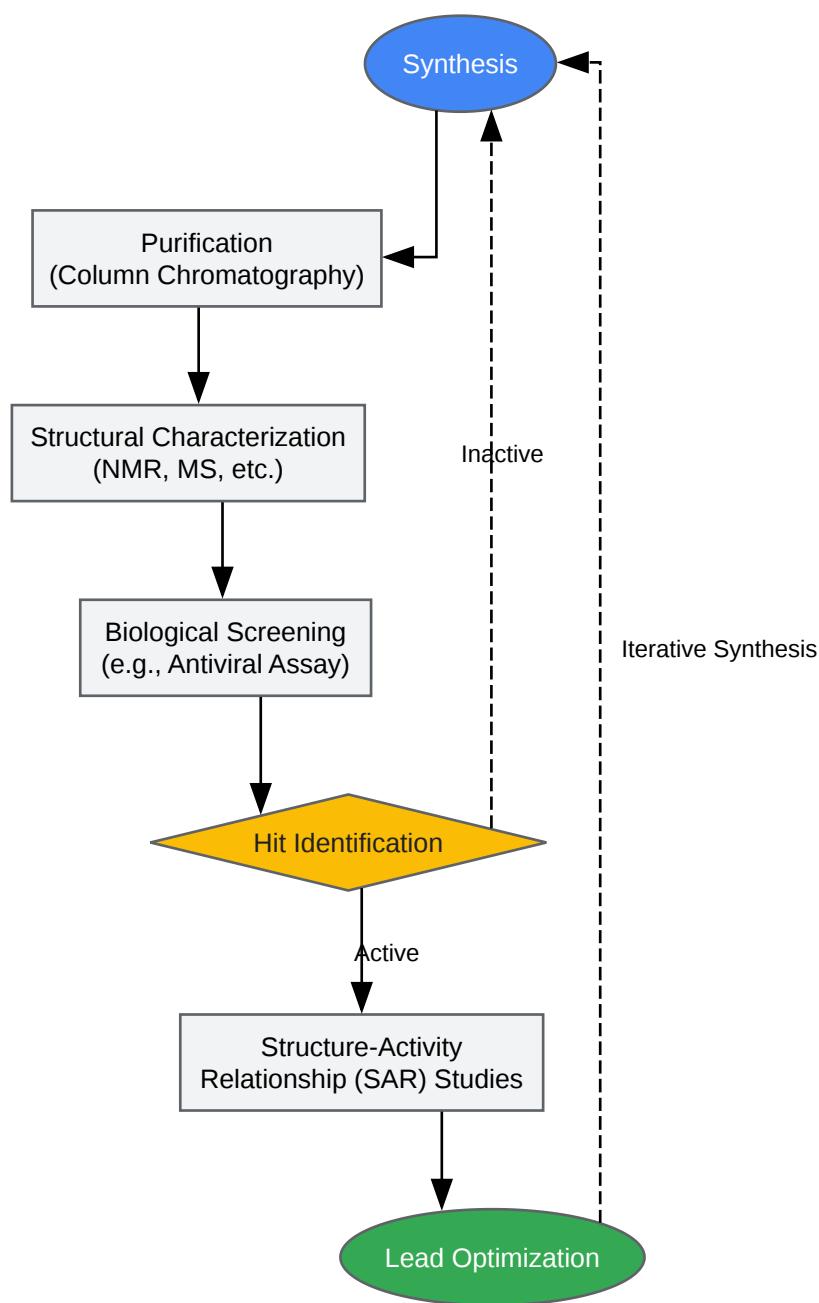 Synthesis
Purification
(Column Chromatography)
Structural Characterization
(NMR, MS, etc.)
Inactive
Biological Screening
(e.g., Antiviral Assay)
Iterative Synthesis
Hit Identification
Active
Structure-Activity
Relationship (SAR) Studies
Lead Optimization